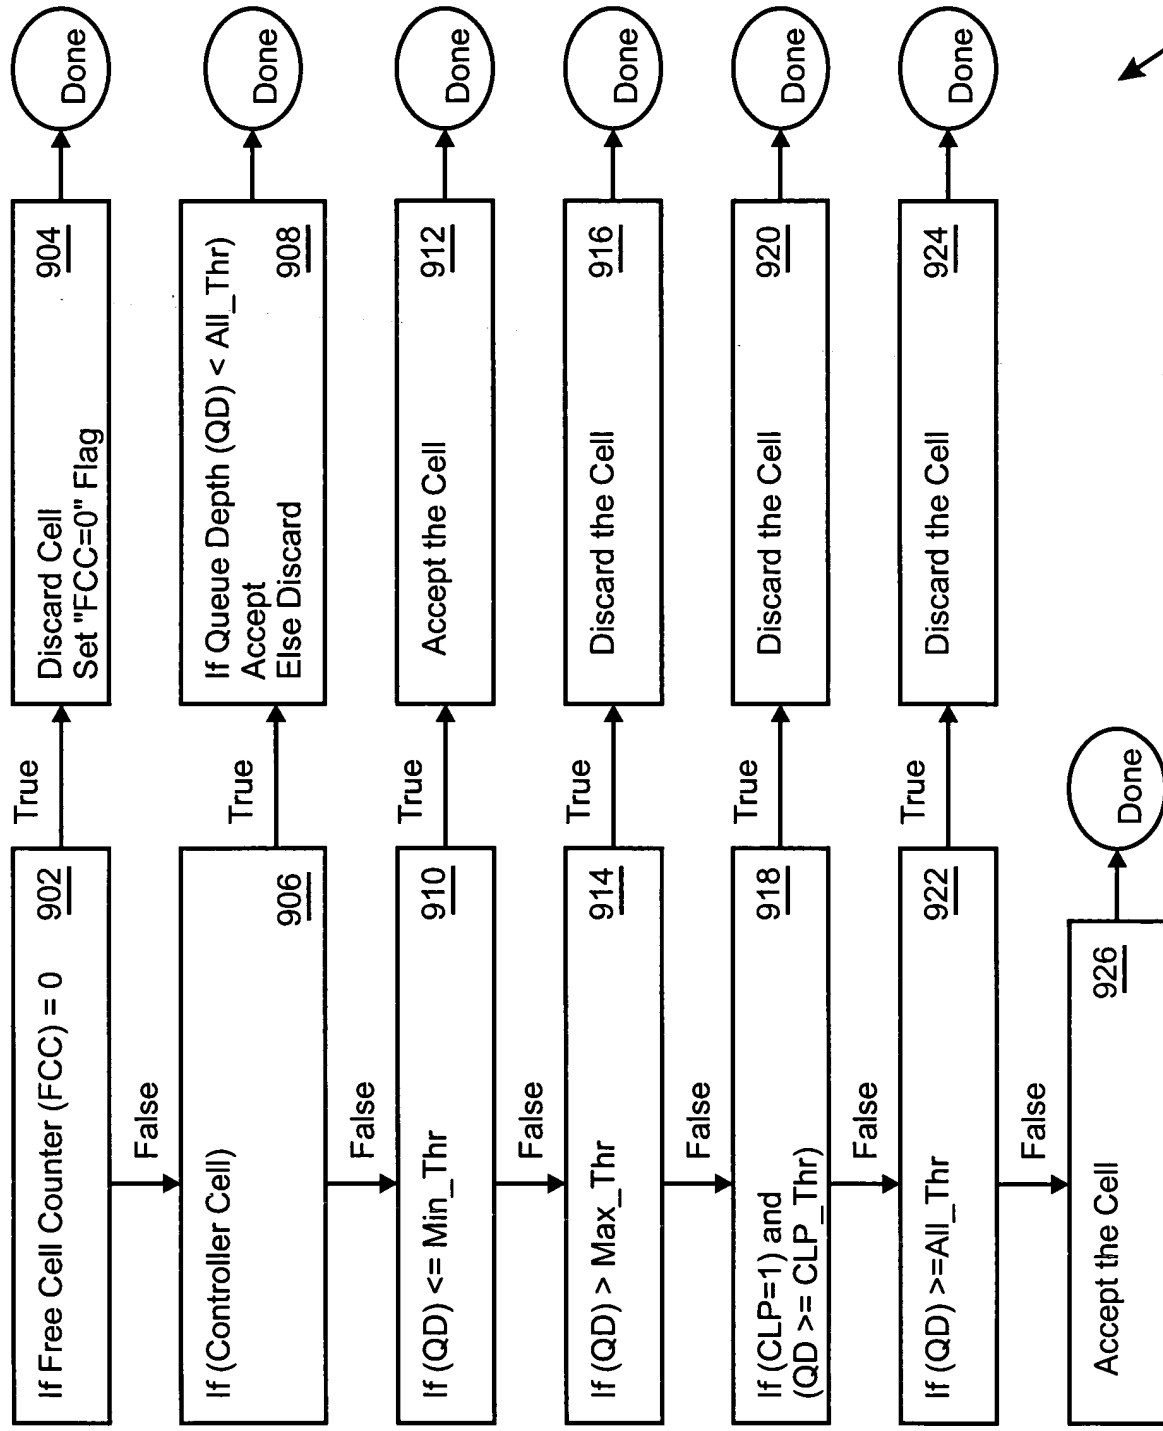 If Free Cell Counter (FCC) = 0
902
True
Discard Cell
Set "FCC=0" Flag
904
Done
False
If (Controller Cell)
906
True
If Queue Depth (QD) < All_Thr)
Accept
Else Discard
908
Done
False
If (QD) <= Min_Thr
910
True
Accept the Cell
912
Done
False
If (QD) > Max_Thr
914
True
Discard the Cell
916
Done
False
If (CLP=1) and
(QD >= CLP_Thr)
918
True
Discard the Cell
920
Done
False
If (QD) >=All_Thr
922
True
Discard the Cell
924
Done
False
Accept the Cell
926
Done